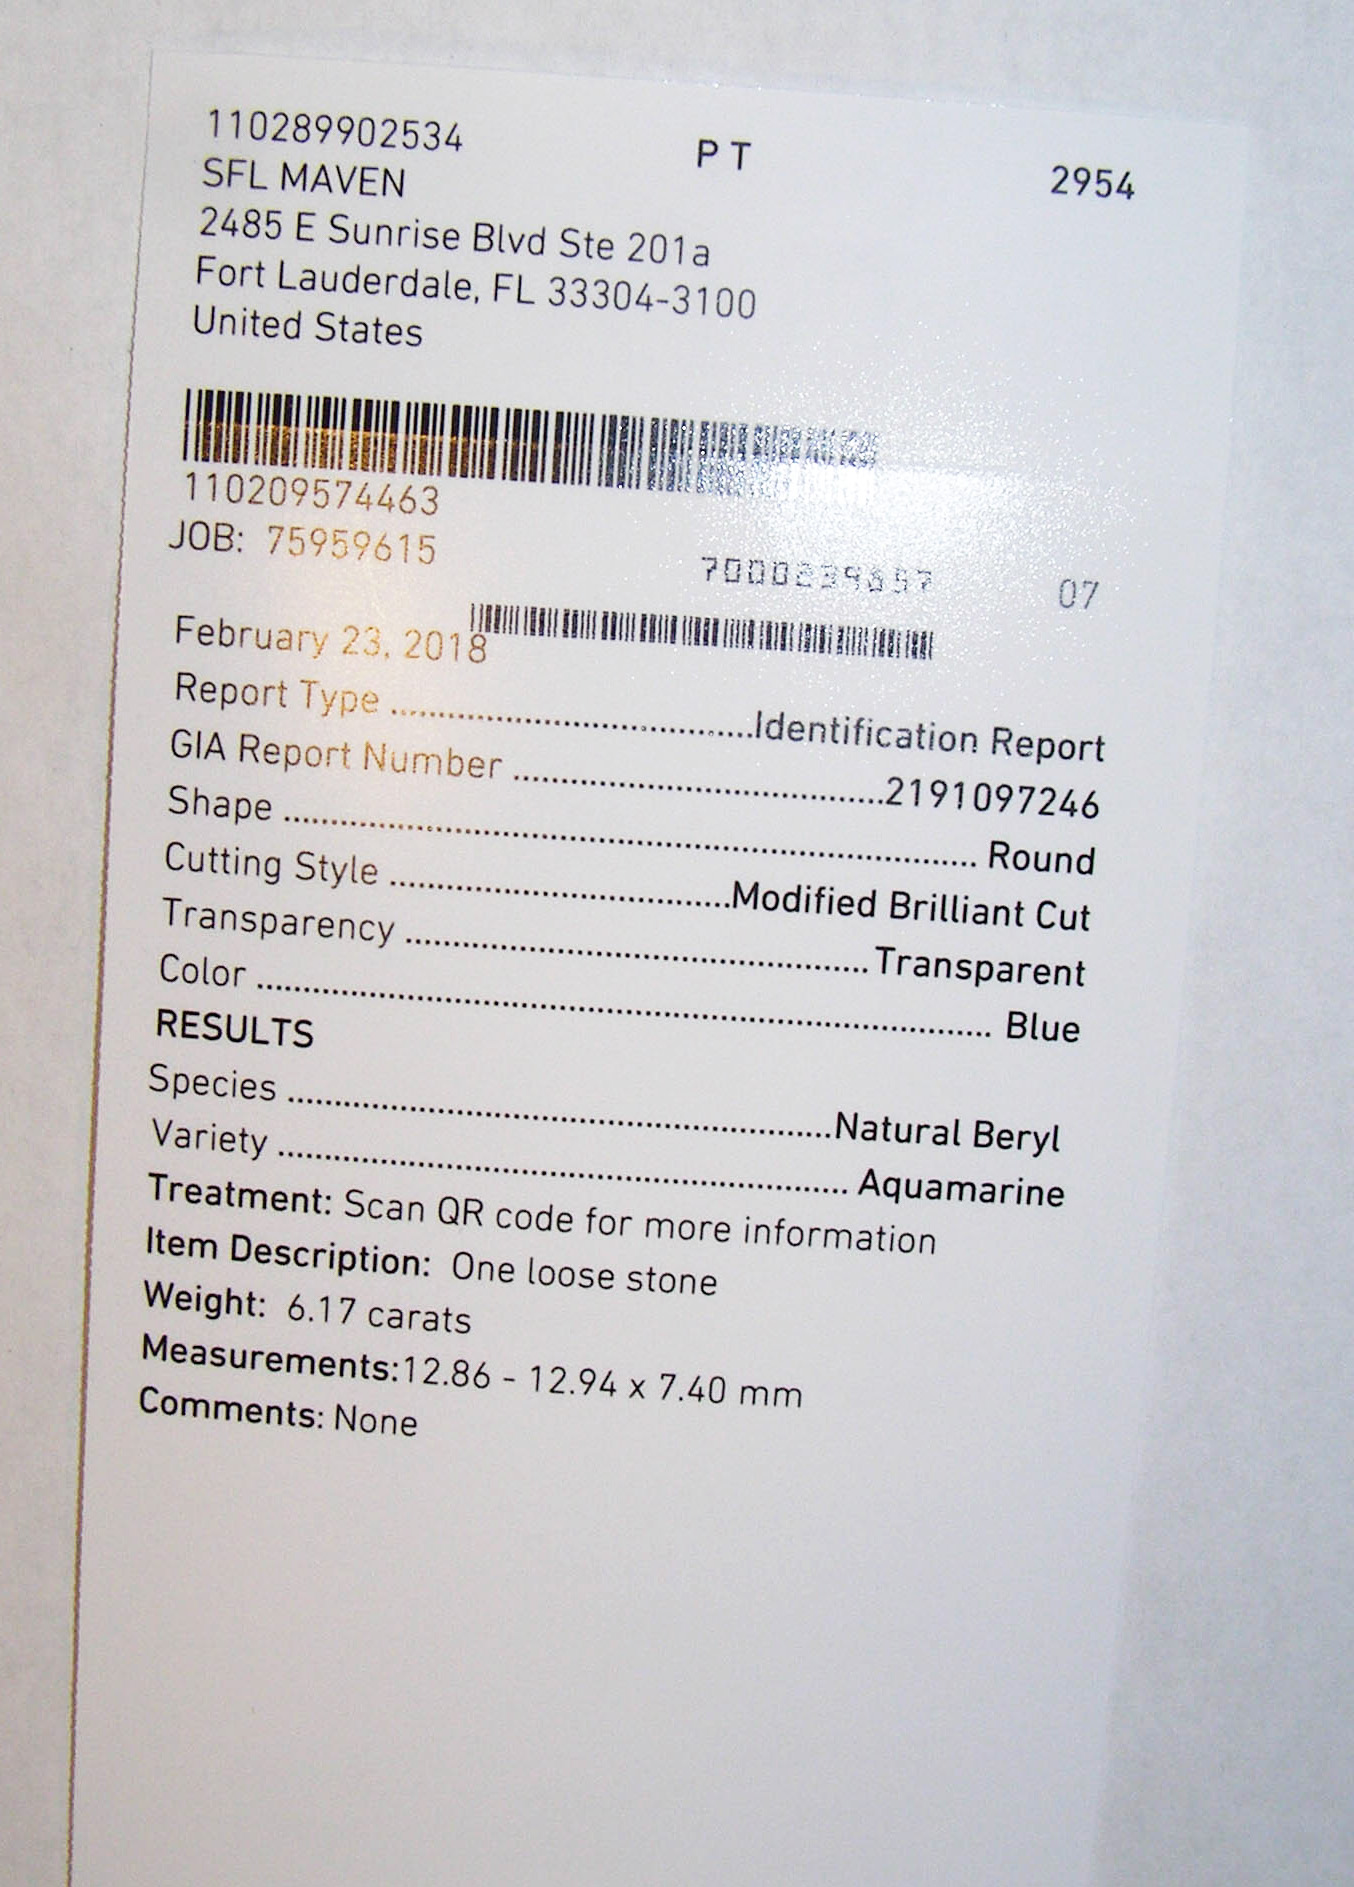 110289902534 P T 2954
SFL MAVEN
2485 E Sunrise Blvd Ste 201a
Fort Lauderdale, FL 33304-3100
United States
110209574463
JOB: 75959615
7000239657 07
February 23, 2018
Report Type ........................................Identification Report
GIA Report Number ........................................2191097246
Shape ........................................ Round
Cutting Style ........................................Modified Brilliant Cut
Transparency ........................................ Transparent
Color ........................................ Blue
RESULTS
Species ........................................Natural Beryl
Variety ........................................ Aquamarine
Treatment: Scan QR code for more information
Item Description: One loose stone
Weight: 6.17 carats
Measurements:12.86 - 12.94 x 7.40 mm
Comments: None